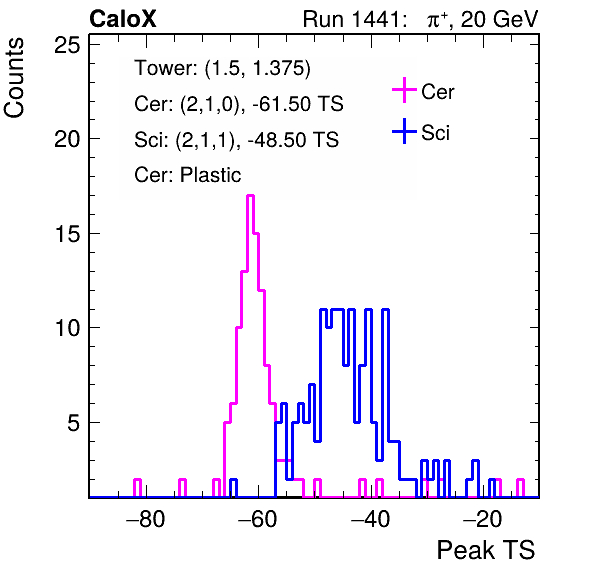 CaloX Run 1441: π⁺, 20 GeV
Counts
25
20
15
10
5
Tower: (1.5, 1.375)
Cer: (2,1,0), -61.50 TS
Sci: (2,1,1), -48.50 TS
Cer: Plastic
Cer
Sci
−80 −60 −40 −20
Peak TS